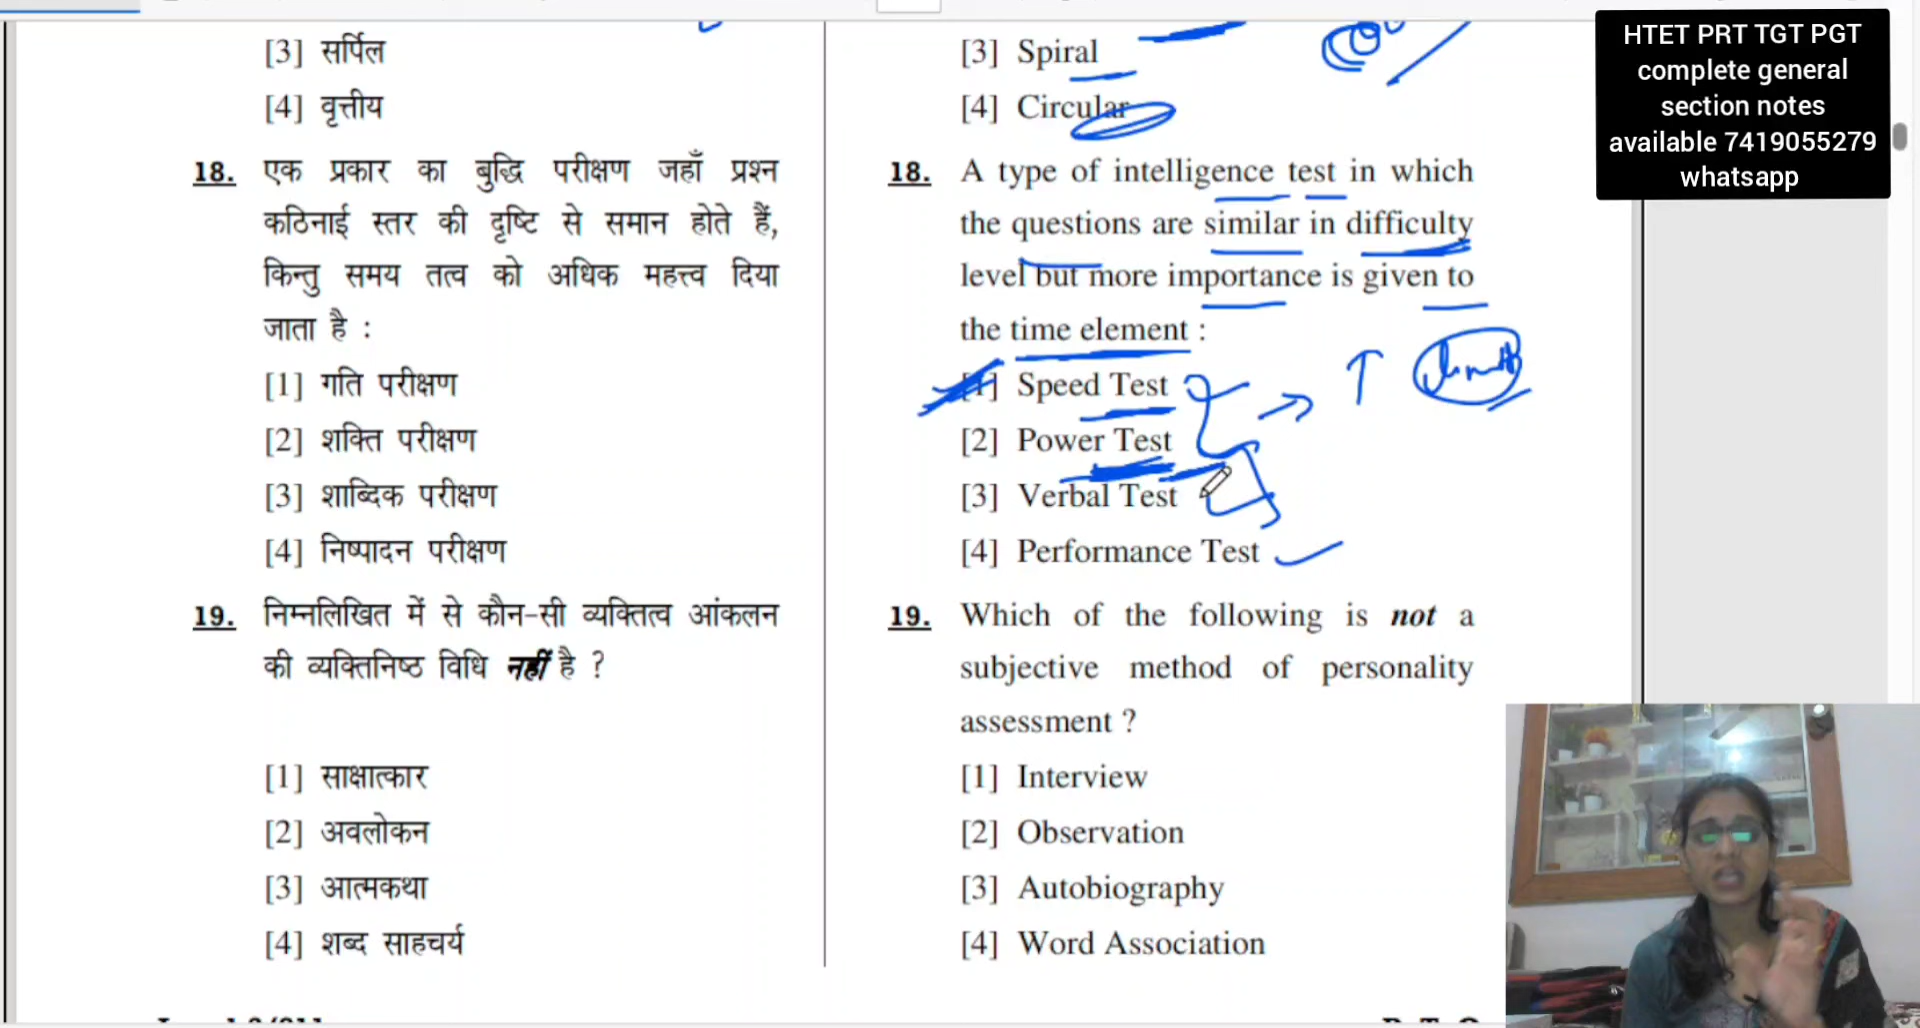 [3] सर्पिल
[4] वृत्तीय
18. एक प्रकार का बुद्धि परीक्षण जहाँ प्रश्न
कठिनाई स्तर की दृष्टि से समान होते हैं,
किन्तु समय तत्व को अधिक महत्त्व दिया
जाता है :
[1] गति परीक्षण
[2] शक्ति परीक्षण
[3] शाब्दिक परीक्षण
[4] निष्पादन परीक्षण
19. निम्नलिखित में से कौन-सी व्यक्तित्व आंकलन
की व्यक्तिनिष्ठ विधि नहीं है ?
[1] साक्षात्कार
[2] अवलोकन
[3] आत्मकथा
[4] शब्द साहचर्य
[3] Spiral
[4] Circular
18. A type of intelligence test in which
the questions are similar in difficulty
level but more importance is given to
the time element :
[1] Speed Test
[2] Power Test
[3] Verbal Test
[4] Performance Test
19. Which of the following is not a
subjective method of personality
assessment ?
[1] Interview
[2] Observation
[3] Autobiography
[4] Word Association
HTET PRT TGT PGT
complete general
section notes
available 7419055279
whatsapp